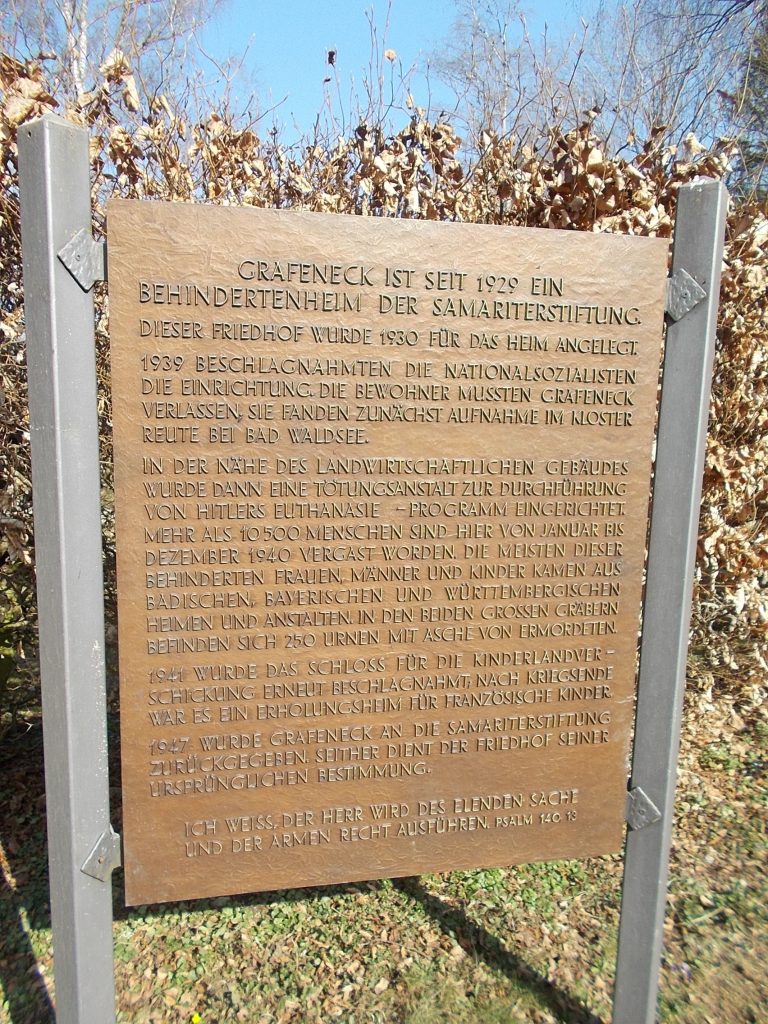 GRAFENECK IST SEIT 1929 EIN
BEHINDERTENHEIM DER SAMARITERSTIFTUNG.
DIESER FRIEDHOF WURDE 1930 FÜR DAS HEIM ANGELEGT.
1939 BESCHLAGNAHMTEN DIE NATIONALSOZIALISTEN
DIE EINRICHTUNG. DIE BEWOHNER MUSSTEN GRAFENECK
VERLASSEN, SIE FANDEN ZUNÄCHST AUFNAHME IM KLOSTER
REUTE BEI BAD WALDSEE.
IN DER NÄHE DES LANDWIRTSCHAFTLICHEN GEBÄUDES
WURDE DANN EINE TÖTUNGSANSTALT ZUR DURCHFÜHRUNG
VON HITLERS EUTHANASIE -PROGRAMM EINGERICHTET.
MEHR ALS 10500 MENSCHEN SIND HIER VON JANUAR BIS
DEZEMBER 1940 VERGAST WORDEN. DIE MEISTEN DIESER
BEHINDERTEN FRAUEN, MÄNNER UND KINDER KAMEN AUS
BADISCHEN, BAYERISCHEN UND WÜRTTEMBERGISCHEN
HEIMEN UND ANSTALTEN. IN DEN BEIDEN GROSSEN GRÄBERN
BEFINDEN SICH 250 URNEN MIT ASCHE VON ERMORDETEN.
1941 WURDE DAS SCHLOSS FÜR DIE KINDERLANDVER-
SCHICKUNG ERNEUT BESCHLAGNAHMT, NACH KRIEGSENDE
WAR ES EIN ERHOLUNGSHEIM FÜR FRANZÖSISCHE KINDER.
1947 WURDE GRAFENECK AN DIE SAMARITERSTIFTUNG
ZURÜCKGEGEBEN. SEITHER DIENT DER FRIEDHOF SEINER
URSPRÜNGLICHEN BESTIMMUNG.
ICH WEISS, DER HERR WIRD DES ELENDEN SACHE
UND DER ARMEN RECHT AUSFÜHREN. PSALM 140 13